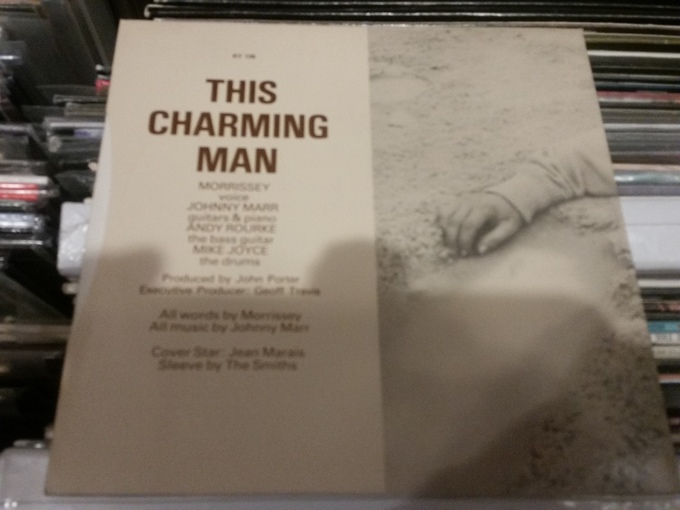 THIS
CHARMING
MAN
MORRISSEY
voice
JOHNNY MARR
guitars & piano
ANDY ROURKE
the bass guitar
MIKE JOYCE
the drums
Produced by John Porter
Executive Producer: Geoff Travis
All words by Morrissey
All music by Johnny Marr
Cover Star: Jean Marais
Sleeve by The Smiths